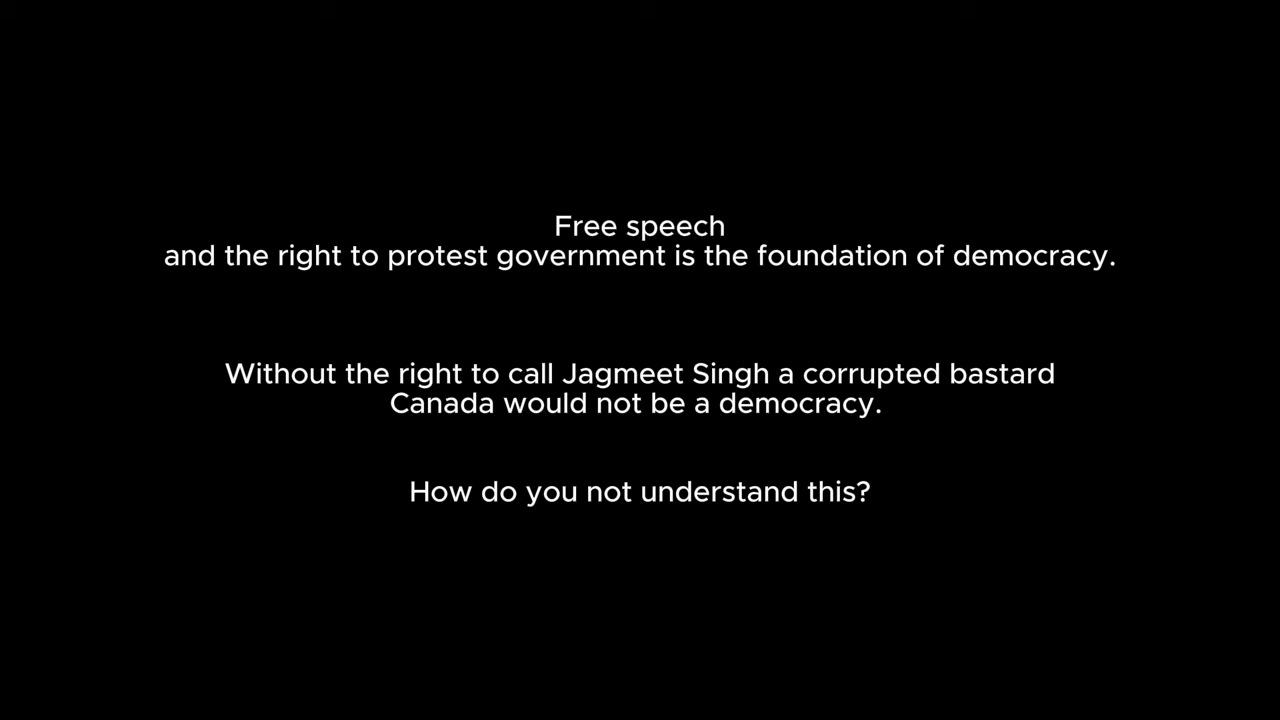 Free speech
and the right to protest government is the foundation of democracy.
Without the right to call Jagmeet Singh a corrupted bastard
Canada would not be a democracy.
How do you not understand this?